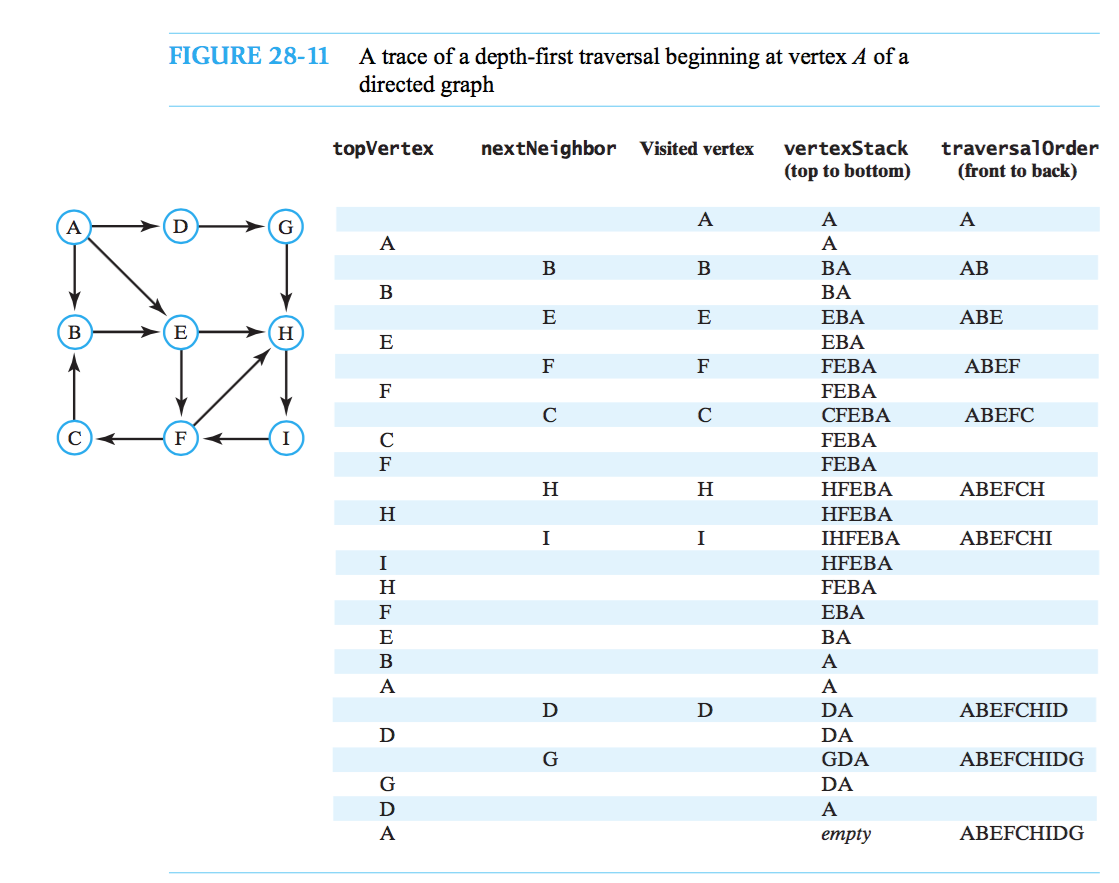 FIGURE 28-11 A trace of a depth-first traversal beginning at vertex A of a
directed graph
topVertex nextNeighbor Visited vertex vertexStack traversalOrder
(top to bottom) (front to back)
A D G
B E H
C F I
A A A
A A
B B BA AB
B BA
E E EBA ABE
E EBA
F F FEBA ABEF
F FEBA
C C CFEBA ABEFC
C FEBA
F FEBA
H H HFEBA ABEFCH
H HFEBA
I I IHFEBA ABEFCHI
I HFEBA
H FEBA
F EBA
E BA
B A
A A
D D DA ABEFCHID
D DA
G GDA ABEFCHIDG
G DA
D A
A empty ABEFCHIDG